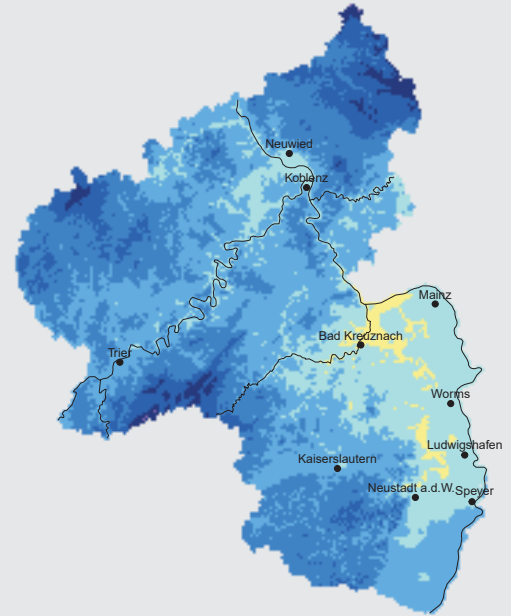 Neuwied
Koblenz
Mainz
Bad Kreuznach
Trier
Worms
Ludwigshafen
Kaiserslautern
Neustadt a.d.W.
Speyer